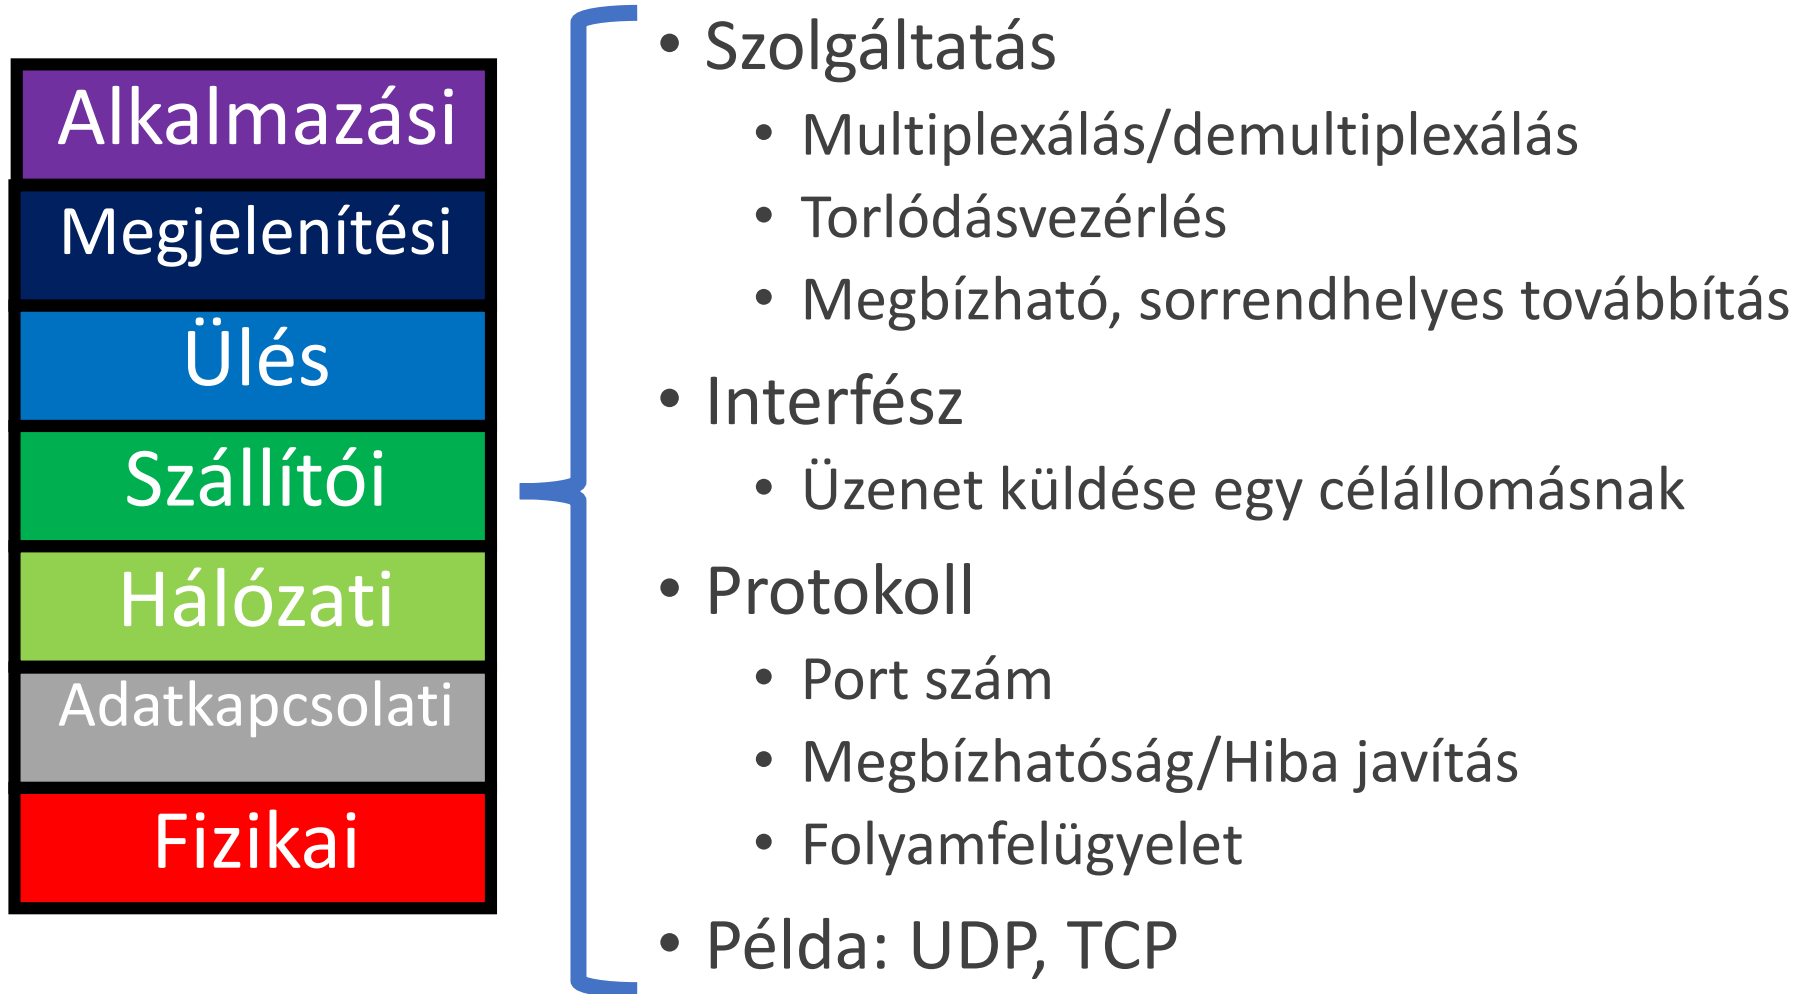 Alkalmazási
Megjelenítési
Ülés
Szállítói
Hálózati
Adatkapcsolati
Fizikai
• Szolgáltatás
• Multiplexálás/demultiplexálás
• Torlódásvezérlés
• Megbízható, sorrendhelyes továbbítás
• Interfész
• Üzenet küldése egy célállomásnak
• Protokoll
• Port szám
• Megbízhatóság/Hiba javítás
• Folyamfelügyelet
• Példa: UDP, TCP